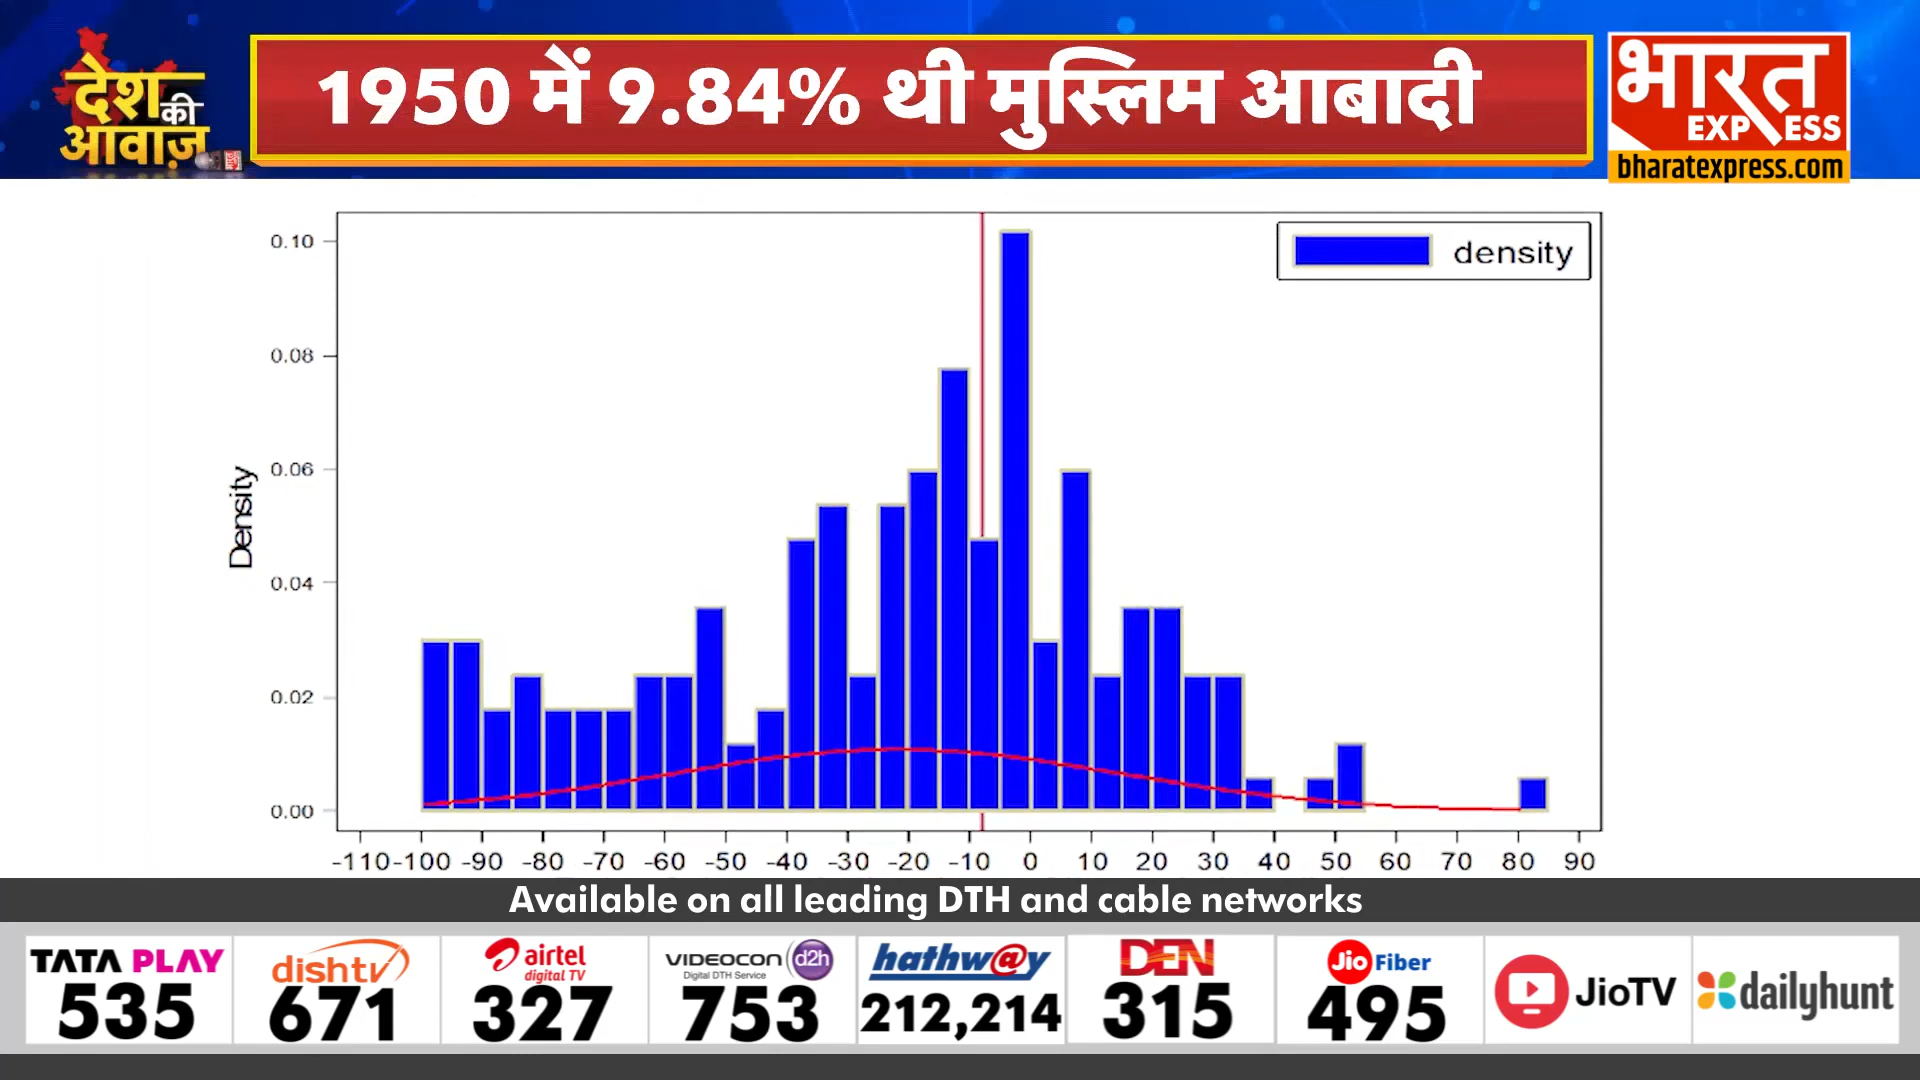 देश की
आवाज़
1950 में 9.84% थी मुस्लिम आबादी
भारत
EXPRESS
bharatexpress.com
density
Density
0.10
0.08
0.06
0.04
0.02
0.00
-110 -100 -90 -80 -70 -60 -50 -40 -30 -20 -10 0 10 20 30 40 50 60 70 80 90
Available on all leading DTH and cable networks
TATA PLAY
535
dishtv
671
airtel
digital TV
327
VIDEOCON d2h
Digital DTH Service
753
hathw@y
212,214
DEN
315
Jio Fiber
495
JioTV
dailyhunt